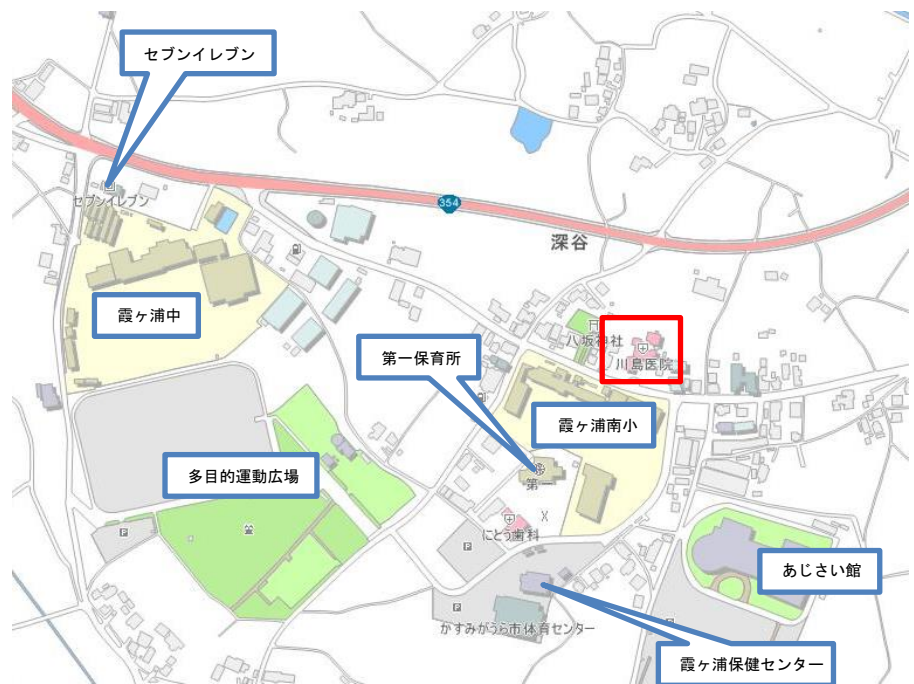 セブンイレブン
セブンイレブン
354
深谷
霞ヶ浦中
八坂神社
川島医院
第一保育所
霞ヶ浦南小
多目的運動広場
第一
にとう歯科
P
P
P
P
あじさい館
かすみがうら市体育センター
霞ヶ浦保健センター